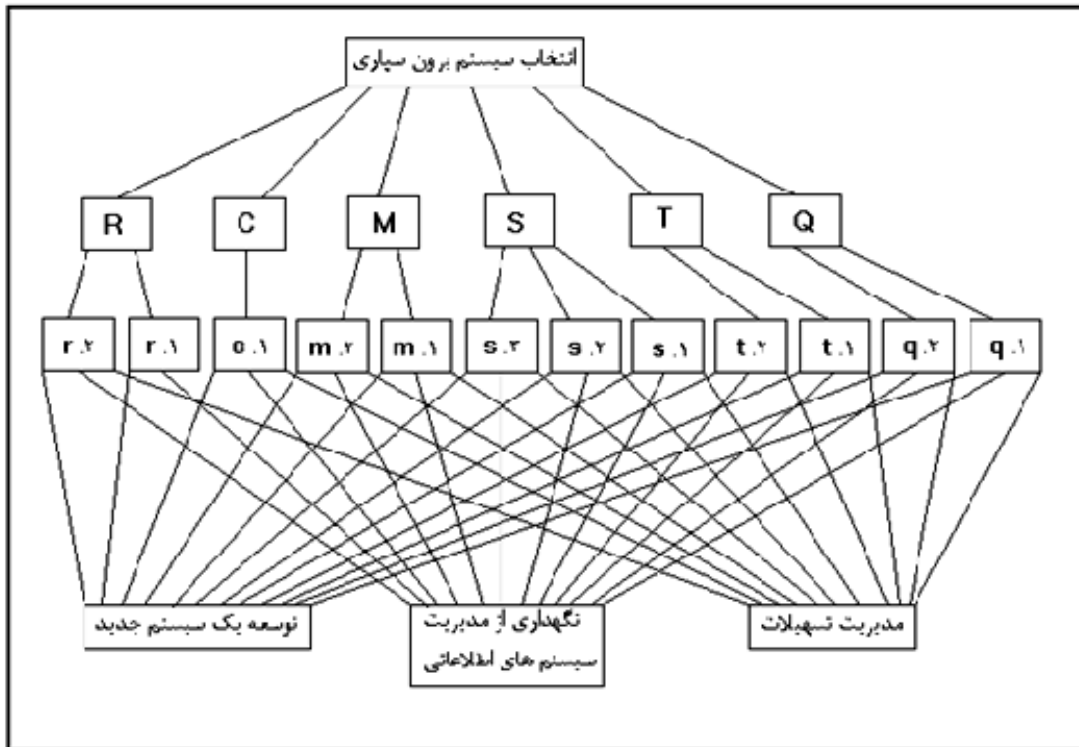 انتخاب سیستم برون سپاری
R C M S T Q
r.۲ r.۱ c.۱ m.۲ m.۱ s.۳ s.۲ s.۱ t.۲ t.۱ q.۲ q.۱
توسعه یک سیستم جدید
نگهداری از مدیریت
سیستم های اطلاعاتی
مدیریت تسهیلات